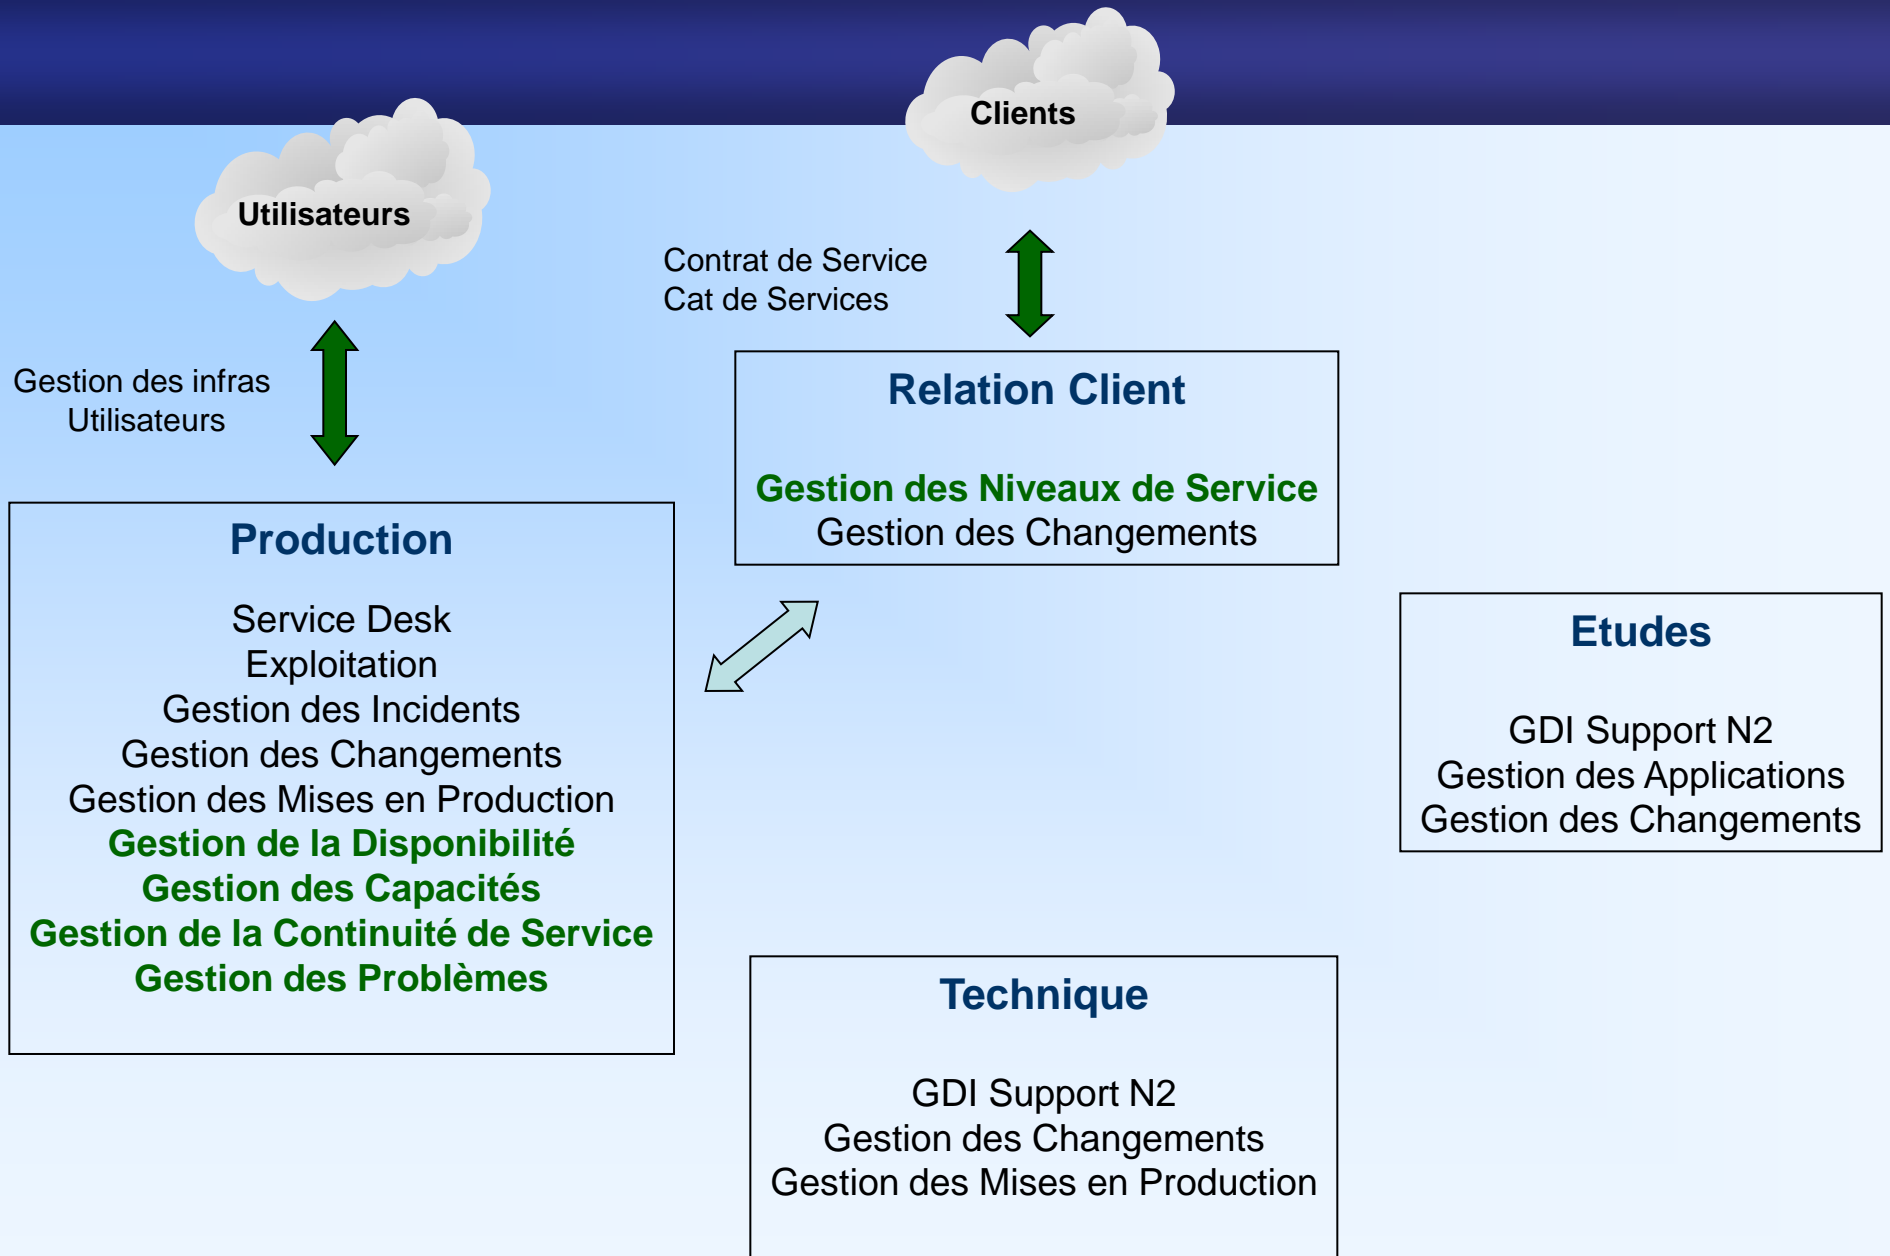 Clients
Utilisateurs
Contrat de Service
Cat de Services
Gestion des infras
Utilisateurs
Relation Client
Gestion des Niveaux de Service
Gestion des Changements
Production
Service Desk
Exploitation
Gestion des Incidents
Gestion des Changements
Gestion des Mises en Production
Gestion de la Disponibilité
Gestion des Capacités
Gestion de la Continuité de Service
Gestion des Problèmes
Etudes
GDI Support N2
Gestion des Applications
Gestion des Changements
Technique
GDI Support N2
Gestion des Changements
Gestion des Mises en Production